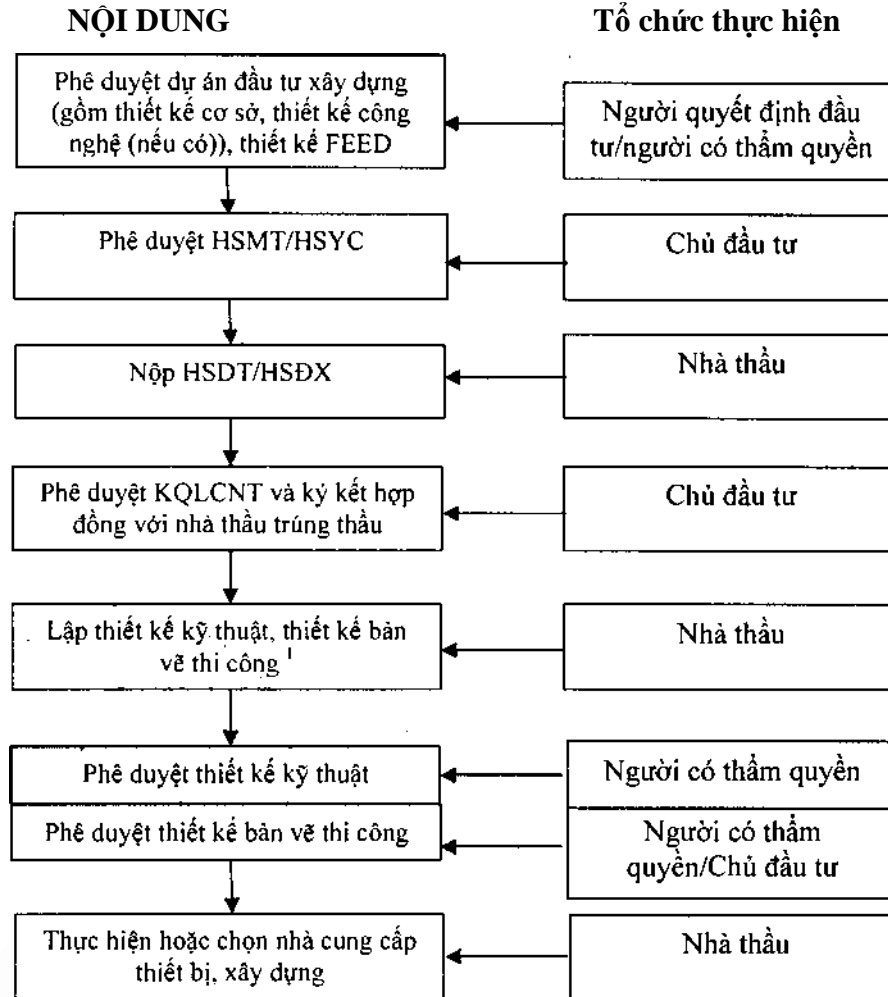 NỘI DUNG
Tổ chức thực hiện
Phê duyệt dự án đầu tư xây dựng
(gồm thiết kế cơ sở, thiết kế công
nghệ (nếu có)), thiết kế FEED
Người quyết định đầu
tư/người có thẩm quyền
Phê duyệt HSMT/HSYC
Chủ đầu tư
Nộp HSDT/HSĐX
Nhà thầu
Phê duyệt KQLCNT và ký kết hợp
đồng với nhà thầu trúng thầu
Chủ đầu tư
Lập thiết kế kỹ thuật, thiết kế bản
vẽ thi công 1
Nhà thầu
Phê duyệt thiết kế kỹ thuật
Người có thẩm quyền
Phê duyệt thiết kế bản vẽ thi công
Người có thẩm
quyền/Chủ đầu tư
Thực hiện hoặc chọn nhà cung cấp
thiết bị, xây dựng
Nhà thầu